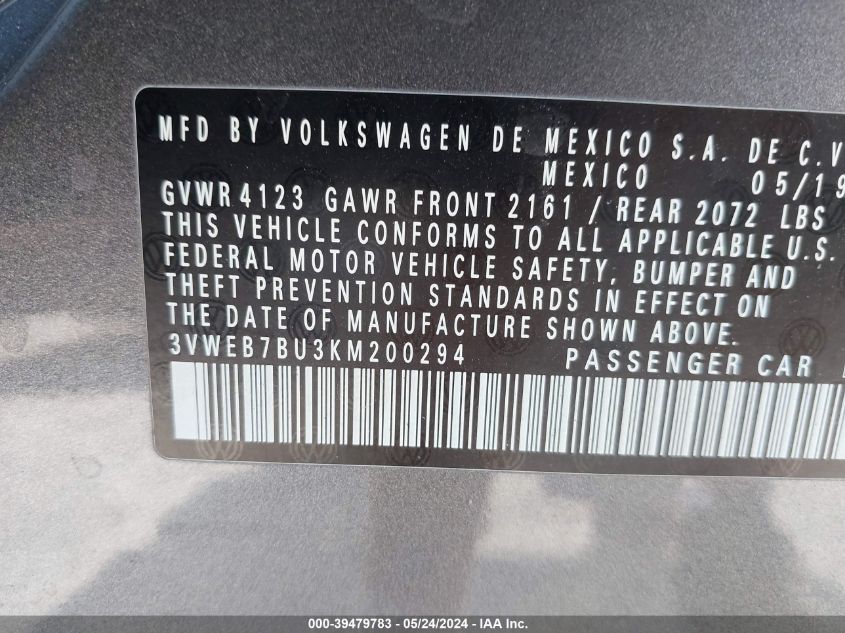 MFD BY VOLKSWAGEN DE MEXICO S.A. DE C.V
MEXICO 05/19
GVWR 4123 GAWR FRONT 2161 / REAR 2072 LBS
THIS VEHICLE CONFORMS TO ALL APPLICABLE U.S.
FEDERAL MOTOR VEHICLE SAFETY, BUMPER AND
THEFT PREVENTION STANDARDS IN EFFECT ON
THE DATE OF MANUFACTURE SHOWN ABOVE.
3VWEB7BU3KM200294 PASSENGER CAR
000-39479783 - 05/24/2024 - IAA Inc.